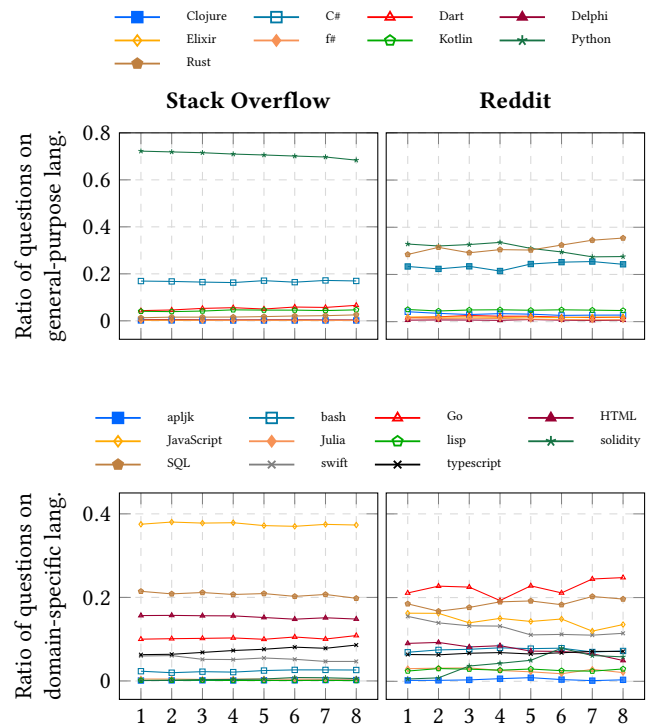 Clojure C# Dart Delphi
Elixir f# Kotlin Python
Rust
Stack Overflow Reddit
Ratio of questions on
general-purpose lang.
0.8
0.6
0.4
0.2
0
apljk bash Go HTML
JavaScript Julia lisp solidity
SQL swift typescript
Ratio of questions on
domain-specific lang.
0.4
0.2
0
1 2 3 4 5 6 7 8 1 2 3 4 5 6 7 8